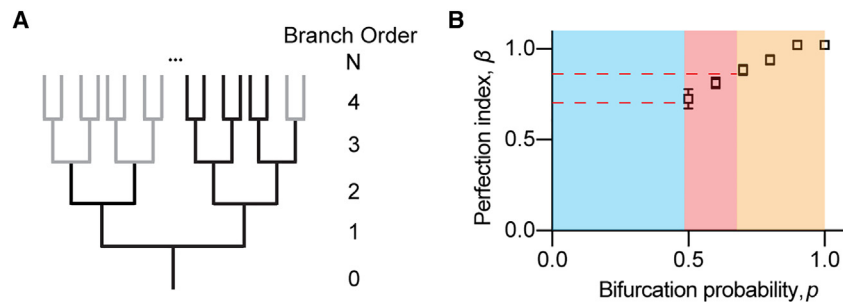 A
Branch Order
...
N
4
3
2
1
0
B
Perfection index, β
1.0
0.5
0.0
0.0 0.5 1.0
Bifurcation probability, p